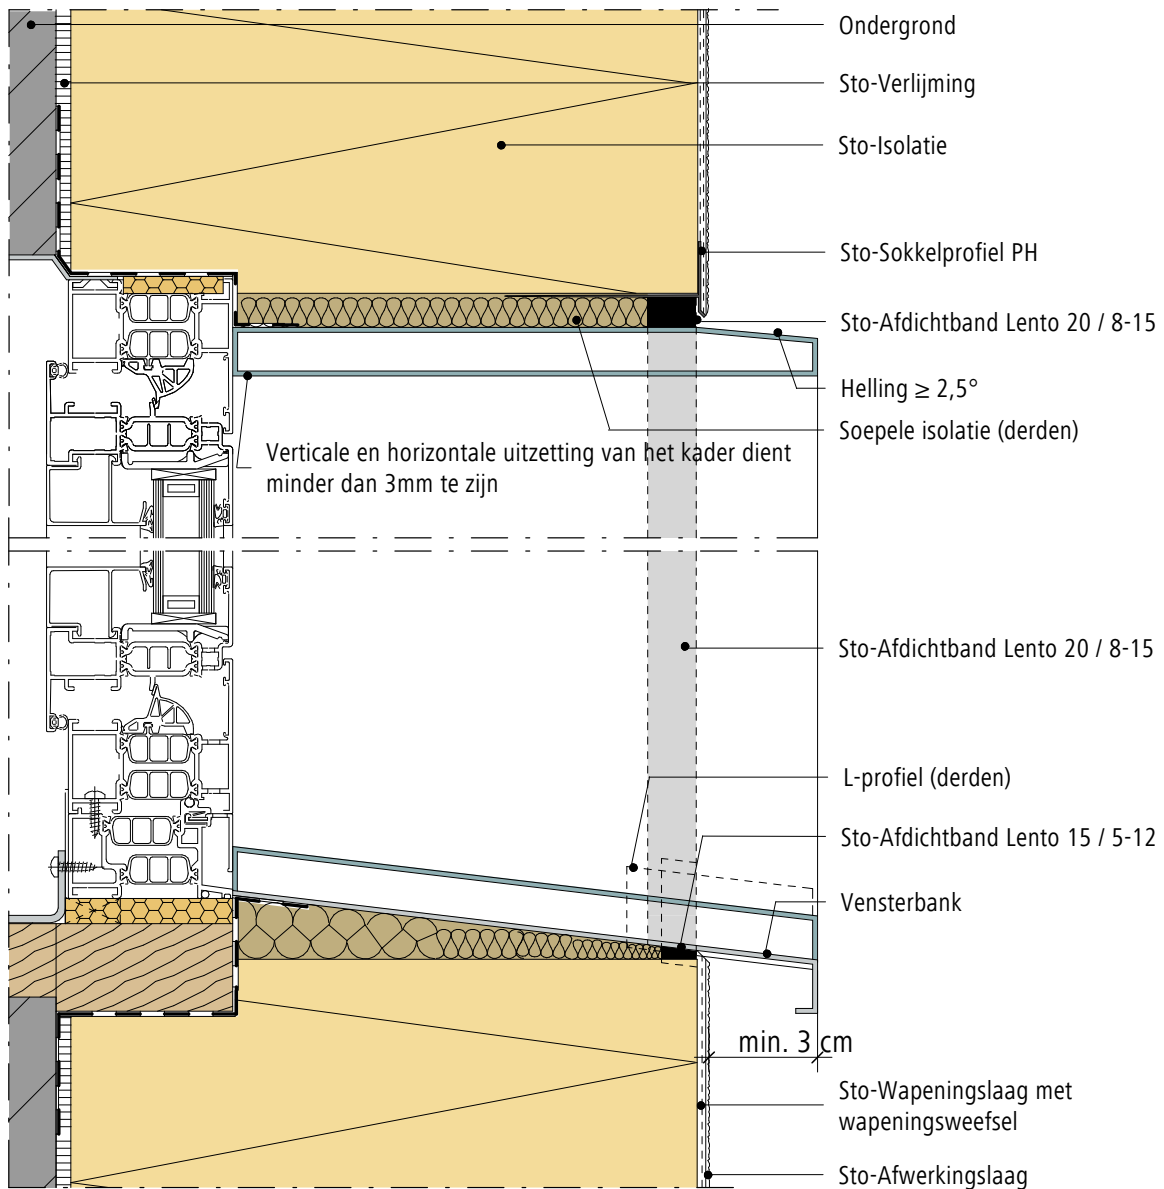 Ondergrond
Sto-Verlijming
Sto-Isolatie
Sto-Sokkelprofiel PH
Sto-Afdichtband Lento 20 / 8-15
Helling ≥ 2,5°
Soepele isolatie (derden)
Verticale en horizontale uitzetting van het kader dient
minder dan 3mm te zijn
Sto-Afdichtband Lento 20 / 8-15
L-profiel (derden)
Sto-Afdichtband Lento 15 / 5-12
Vensterbank
min. 3 cm
Sto-Wapeningslaag met
wapeningsweefsel
Sto-Afwerkingslaag